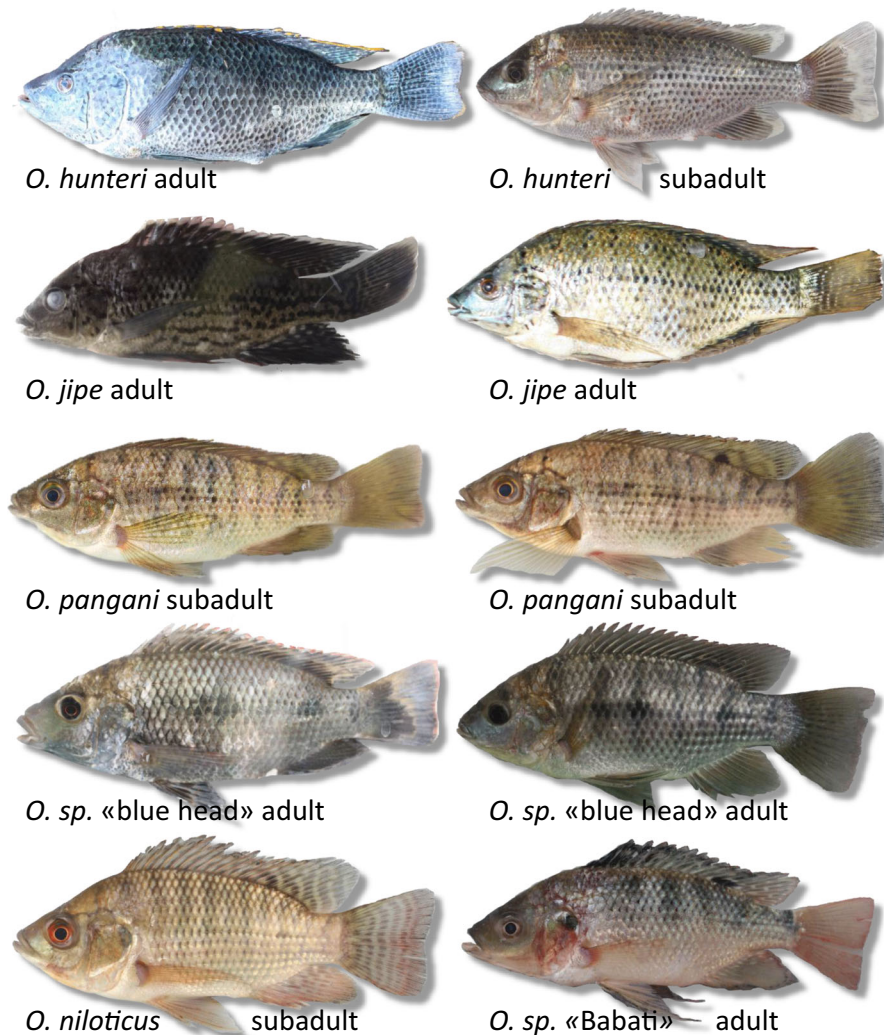 O. hunteri adult
O. hunteri subadult
O. jipe adult
O. jipe adult
O. pangani subadult
O. pangani subadult
O. sp. «blue head» adult
O. sp. «blue head» adult
O. niloticus subadult
O. sp. «Babati» adult